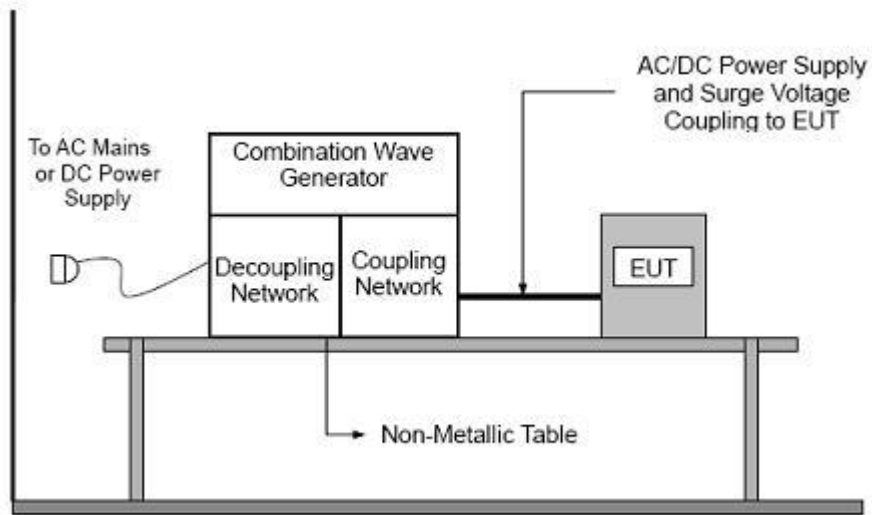 AC/DC Power Supply
and Surge Voltage
Coupling to EUT
To AC Mains
or DC Power
Supply
Combination Wave
Generator
Decoupling
Network
Coupling
Network
EUT
Non-Metallic Table